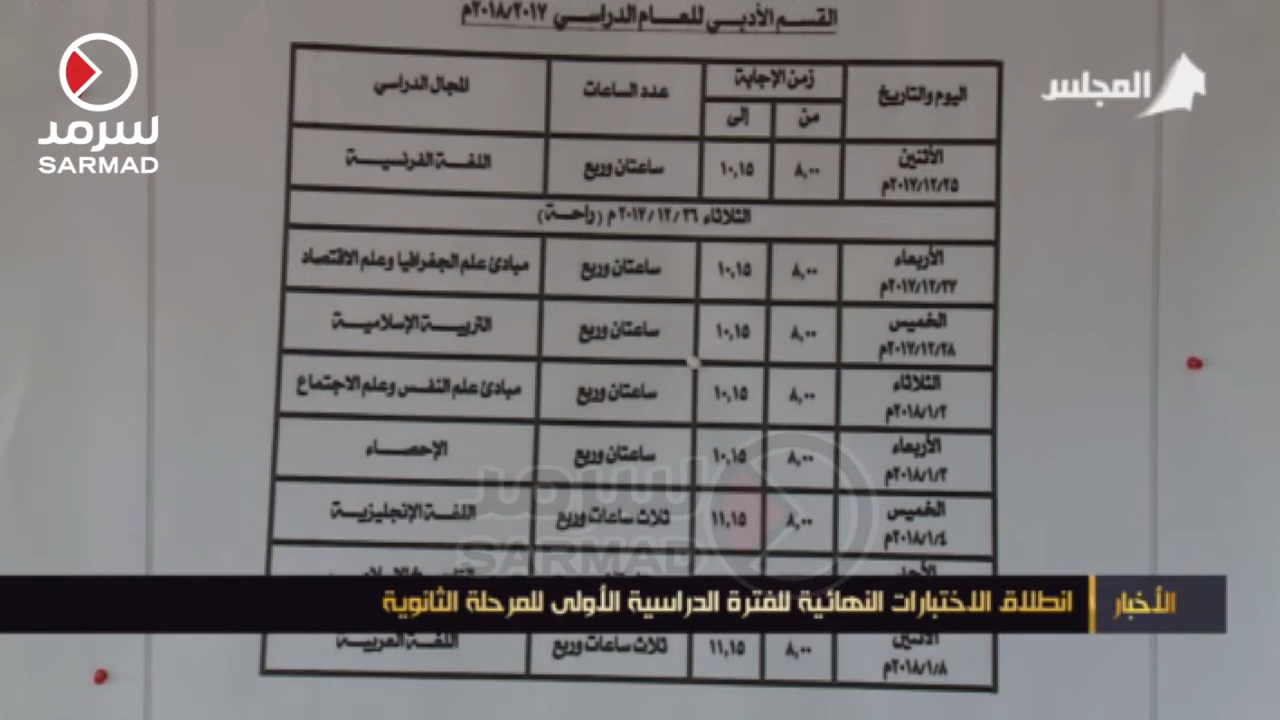 القسم الأدبي للعام الدراسي ٢٠١٨/٢٠١٧م
سرمد
SARMAD
المجلس
اليوم والتاريخ زمن الإجابة عدد الساعات المجال الدراسي
من إلى
الأثنين ٢٠١٧/١٢/٢٥م ٨,٠٠ ١٠,١٥ ساعتان وربع اللغة الفرنسية
الثلاثاء ٢٠١٧/١٢/٢٦م (راحة)
الأربعاء ٢٠١٧/١٢/٢٧م ٨,٠٠ ١٠,١٥ ساعتان وربع مبادئ علم الجغرافيا وعلم الاقتصاد
الخميس ٢٠١٧/١٢/٢٨م ٨,٠٠ ١٠,١٥ ساعتان وربع التربية الإسلامية
الثلاثاء ٢٠١٨/١/٢م ٨,٠٠ ١٠,١٥ ساعتان وربع مبادئ علم النفس وعلم الاجتماع
الأربعاء ٢٠١٨/١/٣م ٨,٠٠ ١٠,١٥ ساعتان وربع الإحصاء
الخميس ٢٠١٨/١/٤م ٨,٠٠ ١١,١٥ ثلاث ساعات وربع اللغة الإنجليزية
سرمد
SARMAD
الأخبار انطلاق الاختبارات النهائية للفترة الدراسية الأولى للمرحلة الثانوية
الأثنين ٢٠١٨/١/٨م ٨,٠٠ ١١,١٥ ثلاث ساعات وربع اللغة العربية